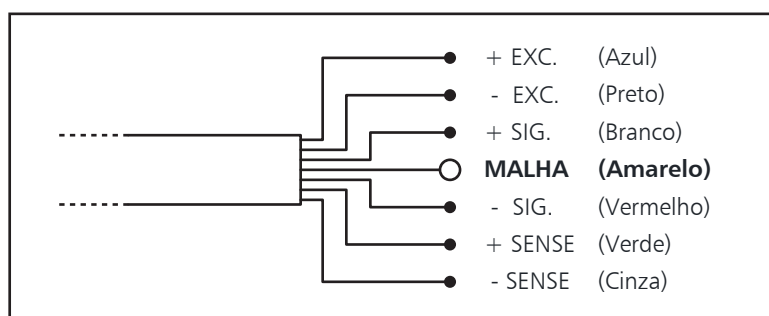 + EXC. (Azul)
- EXC. (Preto)
+ SIG. (Branco)
MALHA (Amarelo)
- SIG. (Vermelho)
+ SENSE (Verde)
- SENSE (Cinza)